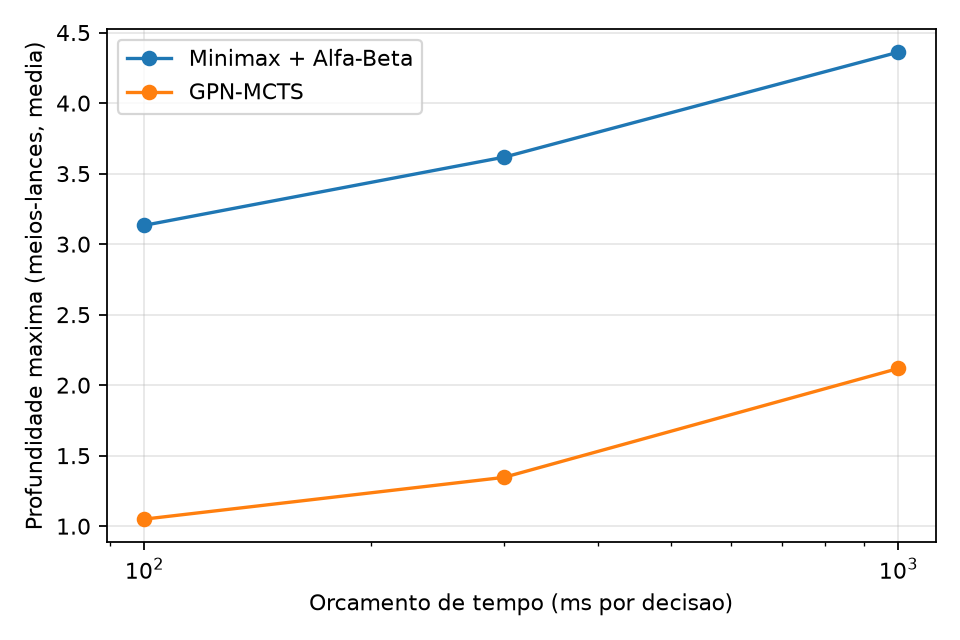 Minimax + Alfa-Beta
GPN-MCTS
Profundidade maxima (meios-lances, media)
4.5
4.0
3.5
3.0
2.5
2.0
1.5
1.0
10² 10³
Orcamento de tempo (ms por decisao)